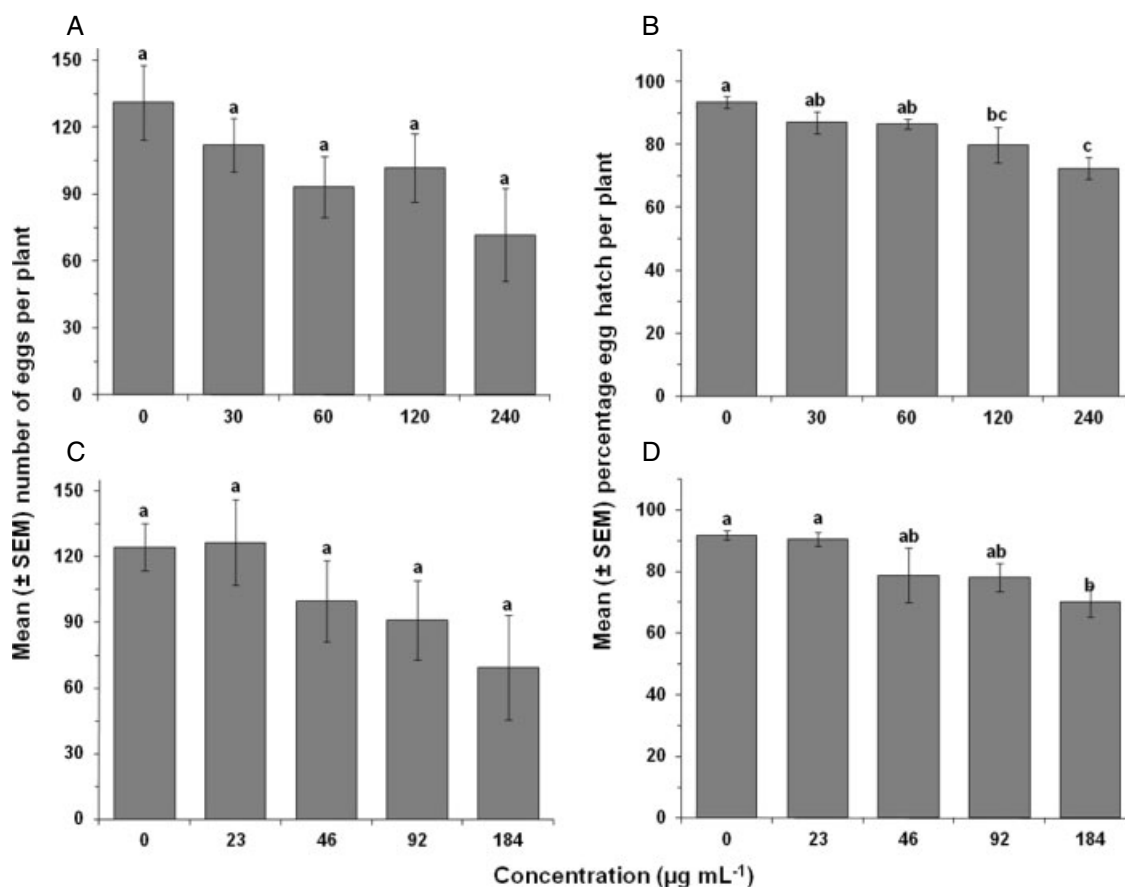 A
150
120
90
60
30
0
a
a
a
a
a
0 30 60 120 240
B
100
80
60
40
20
0
a
ab
ab
bc
c
0 30 60 120 240
Mean (± SEM) number of eggs per plant
Mean (± SEM) percentage egg hatch per plant
C
150
120
90
60
30
0
a
a
a
a
a
0 23 46 92 184
D
100
80
60
40
20
0
a
a
ab
ab
b
0 23 46 92 184
Concentration (µg mL⁻¹)